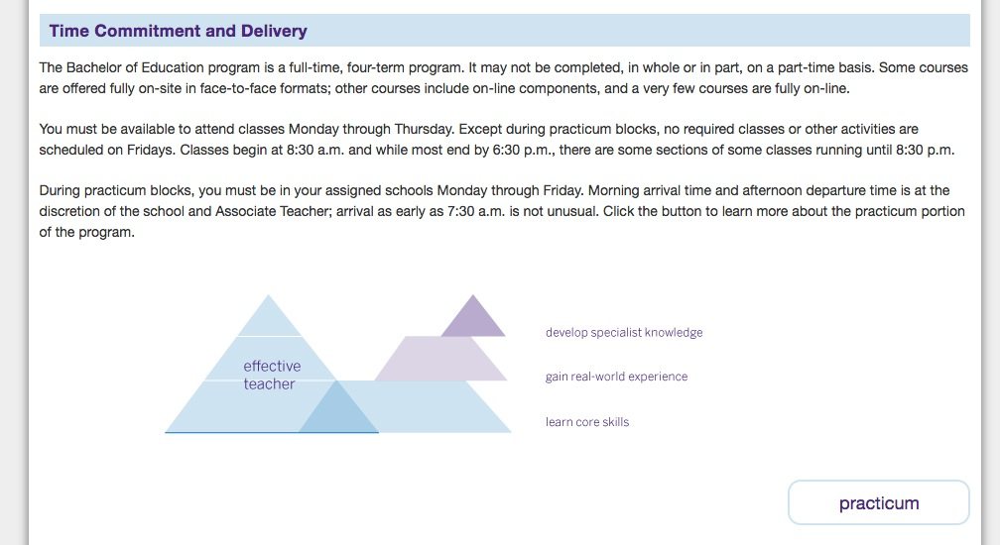 Time Commitment and Delivery
The Bachelor of Education program is a full-time, four-term program. It may not be completed, in whole or in part, on a part-time basis. Some courses
are offered fully on-site in face-to-face formats; other courses include on-line components, and a very few courses are fully on-line.
You must be available to attend classes Monday through Thursday. Except during practicum blocks, no required classes or other activities are
scheduled on Fridays. Classes begin at 8:30 a.m. and while most end by 6:30 p.m., there are some sections of some classes running until 8:30 p.m.
During practicum blocks, you must be in your assigned schools Monday through Friday. Morning arrival time and afternoon departure time is at the
discretion of the school and Associate Teacher; arrival as early as 7:30 a.m. is not unusual. Click the button to learn more about the practicum portion
of the program.
effective
teacher
develop specialist knowledge
gain real-world experience
learn core skills
practicum